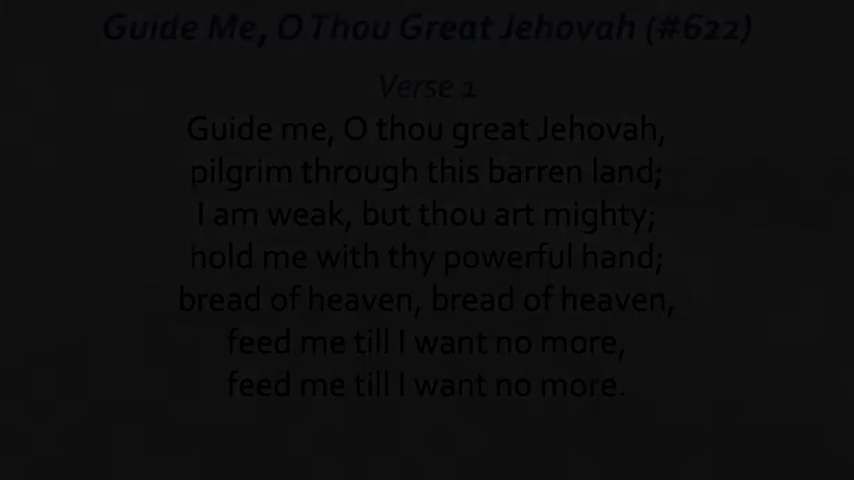 Guide Me, O Thou Great Jehovah (#622)
Verse 1
Guide me, O thou great Jehovah,
pilgrim through this barren land;
I am weak, but thou art mighty;
hold me with thy powerful hand;
bread of heaven, bread of heaven,
feed me till I want no more,
feed me till I want no more.